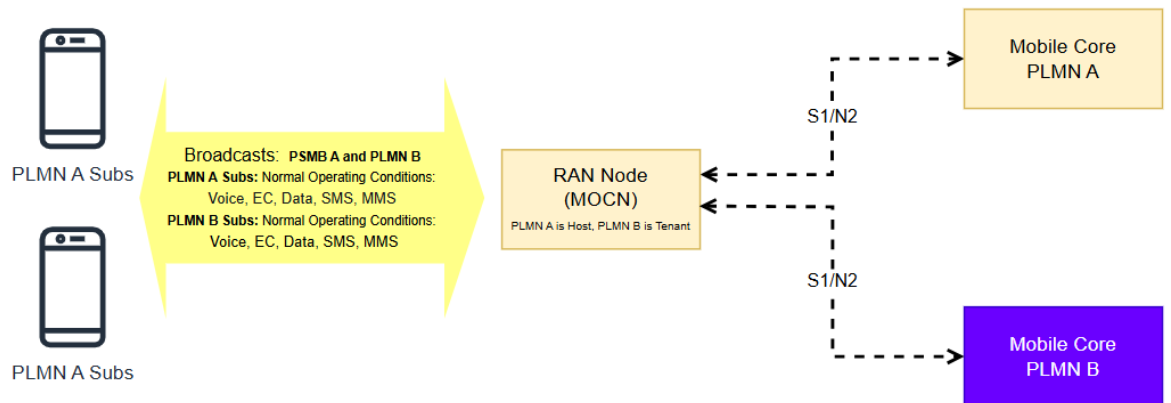 PLMN A Subs
PLMN A Subs
Broadcasts: PSMB A and PLMN B
PLMN A Subs: Normal Operating Conditions:
Voice, EC, Data, SMS, MMS
PLMN B Subs: Normal Operating Conditions:
Voice, EC, Data, SMS, MMS
RAN Node
(MOCN)
PLMN A is Host, PLMN B is Tenant
S1/N2
S1/N2
Mobile Core
PLMN A
Mobile Core
PLMN B